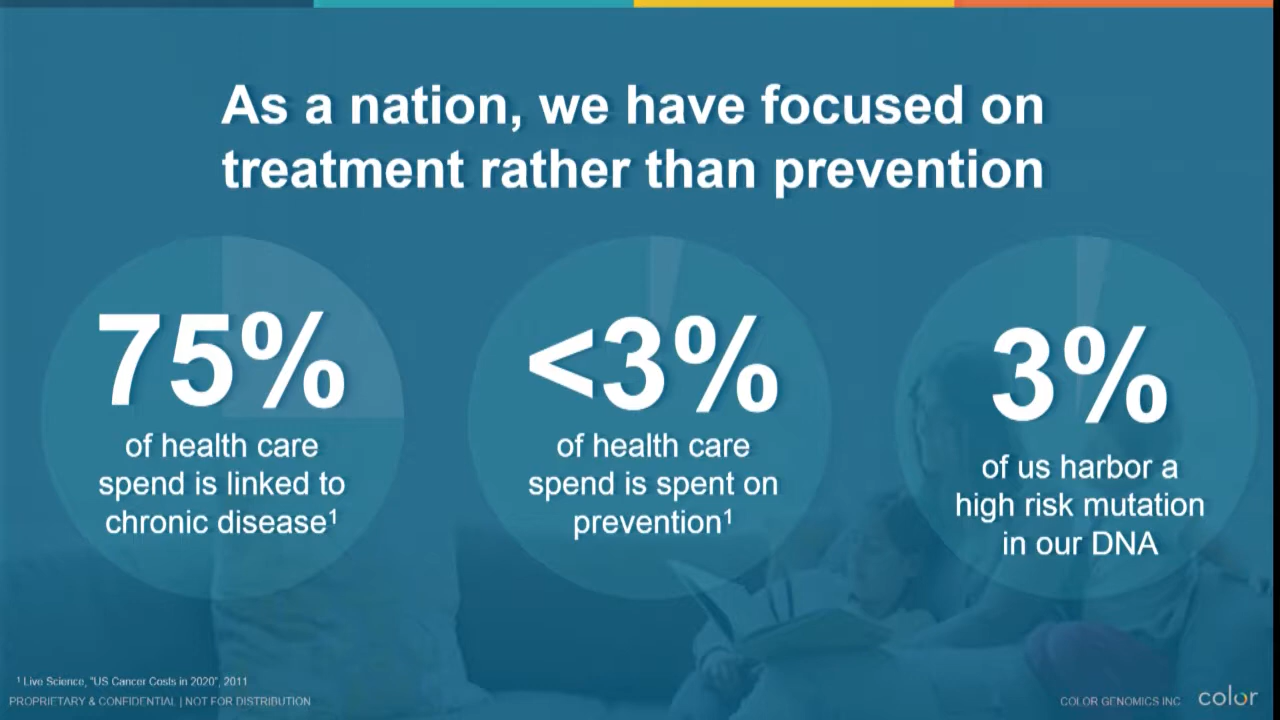 As a nation, we have focused on
treatment rather than prevention
75%
of health care
spend is linked to
chronic disease¹
<3%
of health care
spend is spent on
prevention¹
3%
of us harbor a
high risk mutation
in our DNA
¹ Live Science, "US Cancer Costs in 2020", 2011
PROPRIETARY & CONFIDENTIAL | NOT FOR DISTRIBUTION
COLOR GENOMICS INC
color